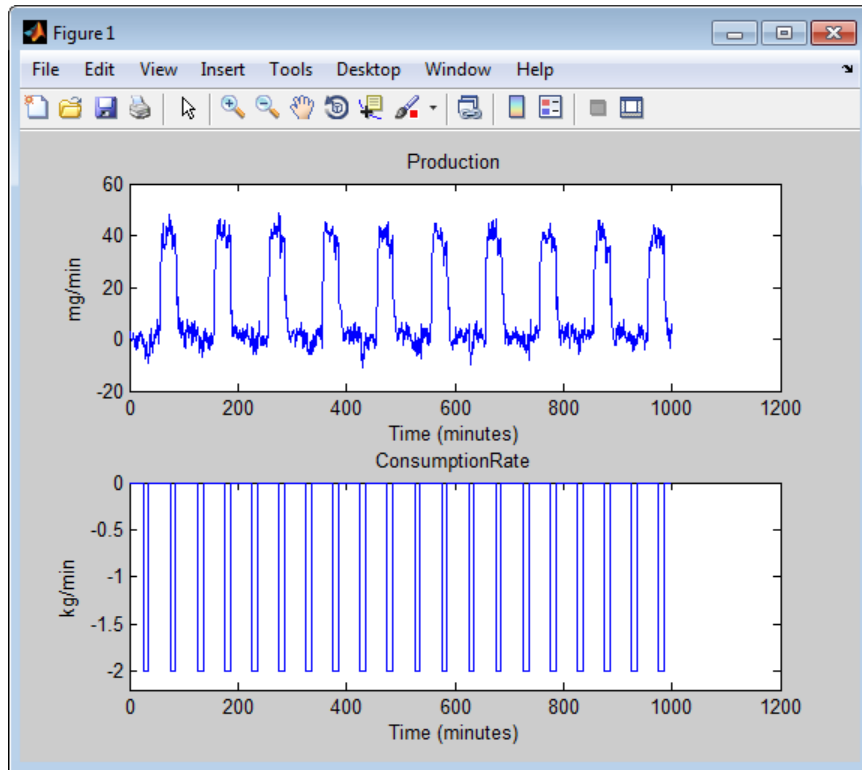 Figure 1
File Edit View Insert Tools Desktop Window Help
Production
60
40
20
0
-20
mg/min
0 200 400 600 800 1000 1200
Time (minutes)
ConsumptionRate
0
-0.5
-1
-1.5
-2
kg/min
0 200 400 600 800 1000 1200
Time (minutes)